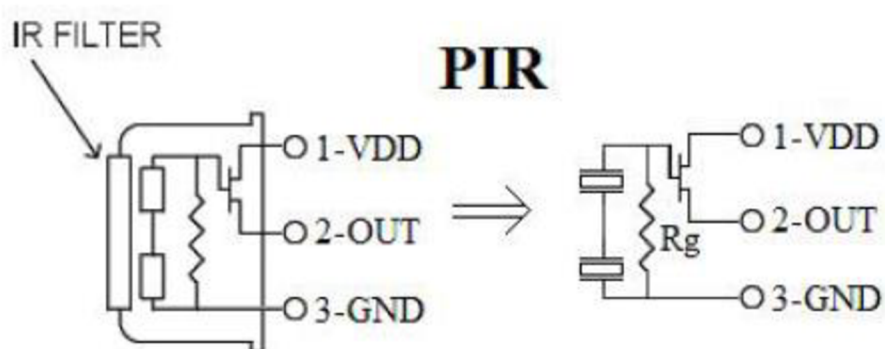 IR FILTER
PIR
1-VDD
2-OUT
3-GND
1-VDD
2-OUT
Rg
3-GND